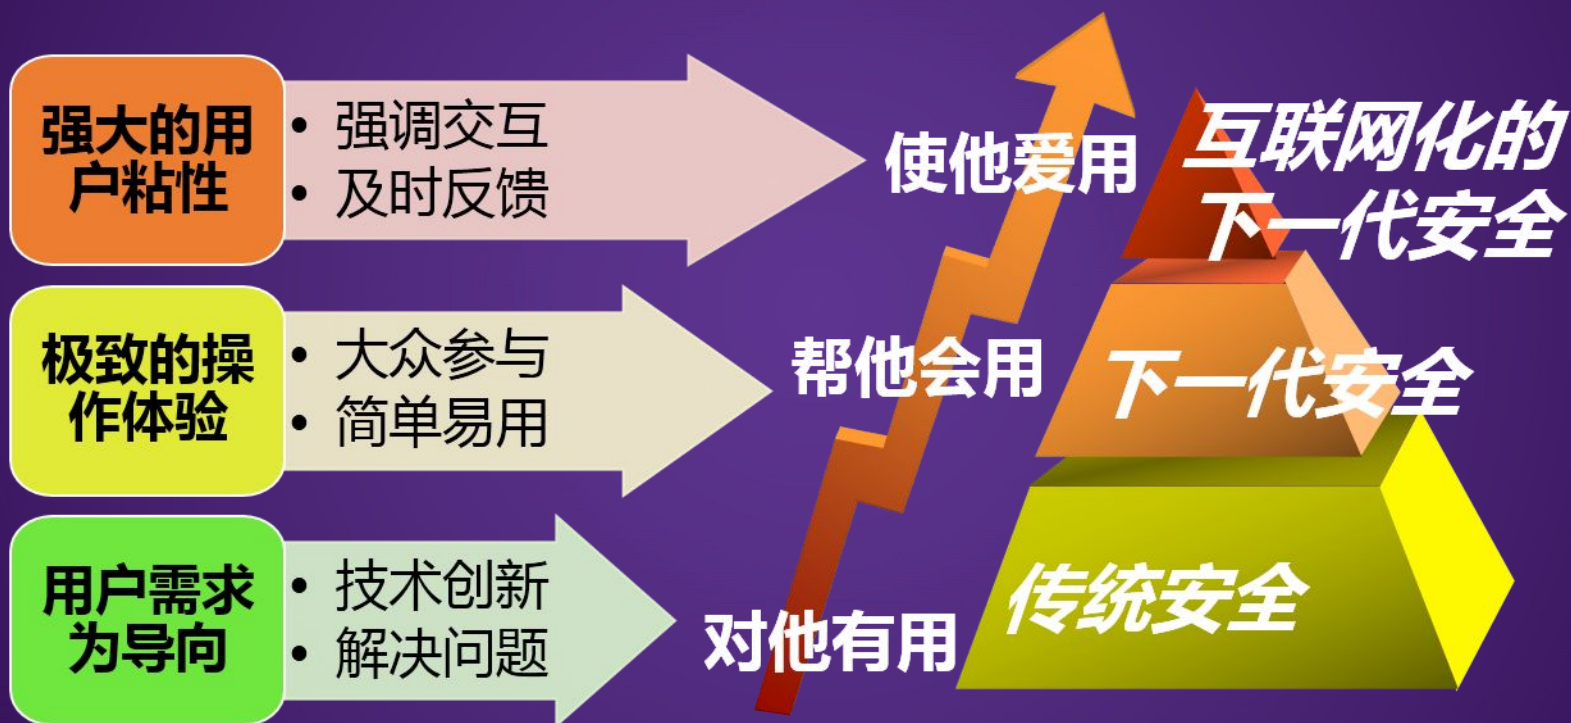 强大的用
户粘性
• 强调交互
• 及时反馈
使他爱用
互联网化的
下一代安全
极致的操
作体验
• 大众参与
• 简单易用
帮他会用
下一代安全
用户需求
为导向
• 技术创新
• 解决问题
对他有用
传统安全